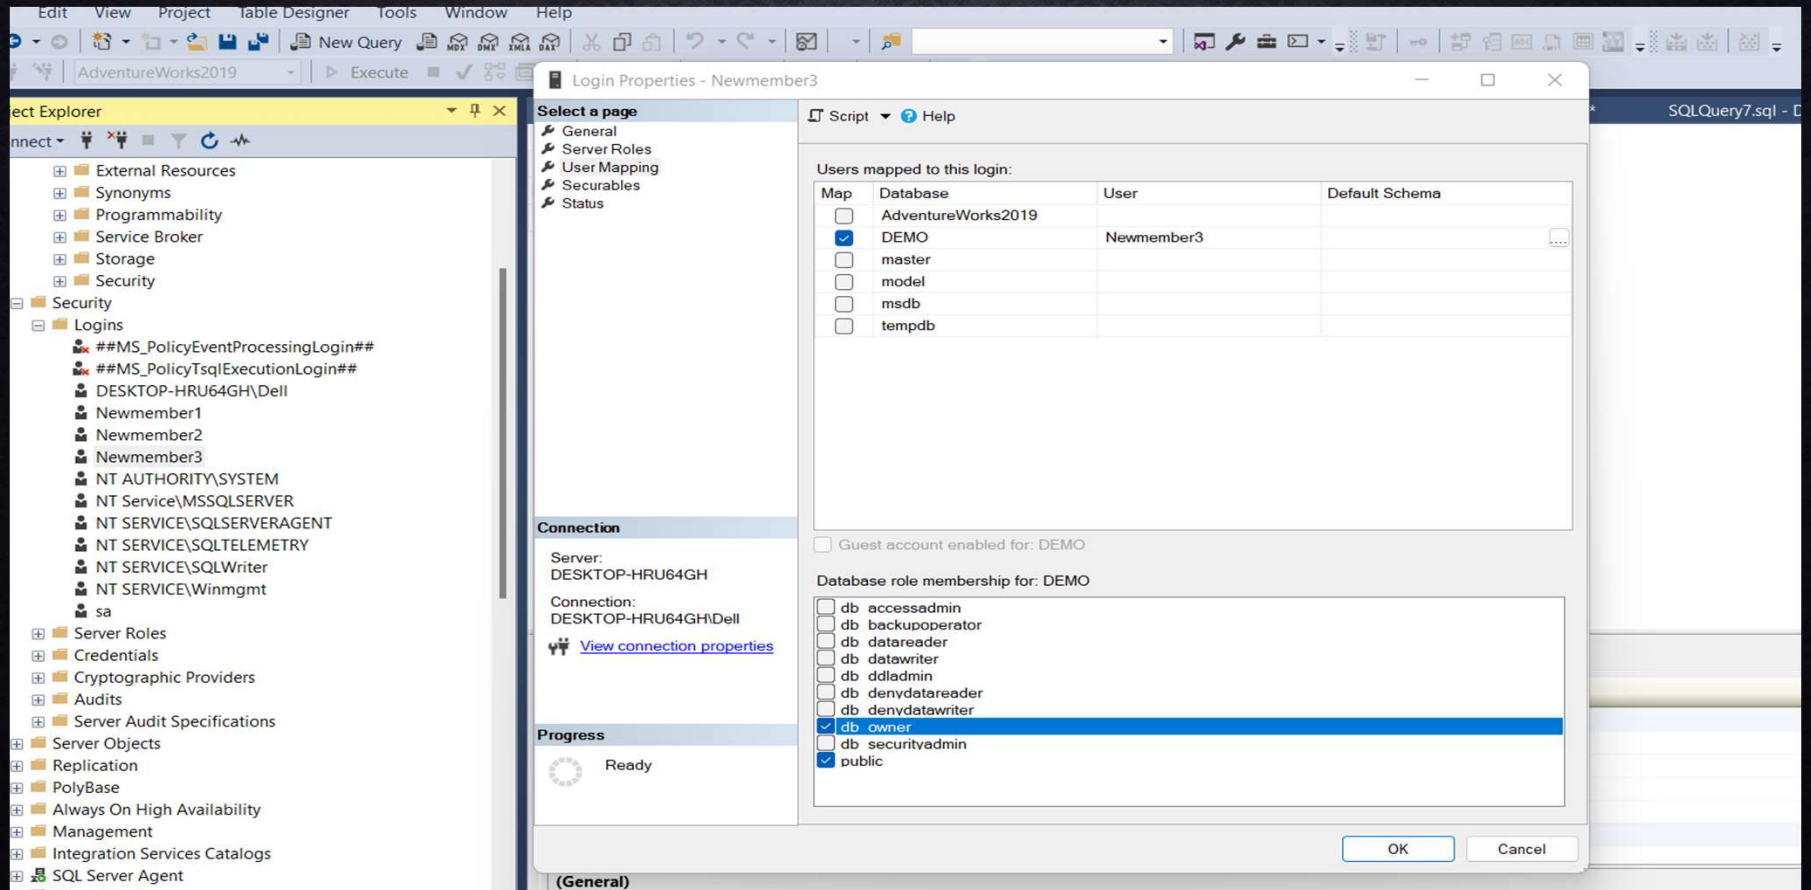 Edit View Project Table Designer Tools Window Help
New Query MDX DMX XMLA DAX
AdventureWorks2019 Execute
ect Explorer
nnect
External Resources
Synonyms
Programmability
Service Broker
Storage
Security
Security
Logins
##MS_PolicyEventProcessingLogin##
##MS_PolicyTsqlExecutionLogin##
DESKTOP-HRU64GH\Dell
Newmember1
Newmember2
Newmember3
NT AUTHORITY\SYSTEM
NT Service\MSSQLSERVER
NT SERVICE\SQLSERVERAGENT
NT SERVICE\SQLTELEMETRY
NT SERVICE\SQLWriter
NT SERVICE\Winmgmt
sa
Server Roles
Credentials
Cryptographic Providers
Audits
Server Audit Specifications
Server Objects
Replication
PolyBase
Always On High Availability
Management
Integration Services Catalogs
SQL Server Agent
Login Properties - Newmember3
Select a page
General
Server Roles
User Mapping
Securables
Status
Connection
Server:
DESKTOP-HRU64GH
Connection:
DESKTOP-HRU64GH\Dell
View connection properties
Progress
Ready
Script Help
Users mapped to this login:
Map Database User Default Schema
AdventureWorks2019
DEMO Newmember3 ....
master
model
msdb
tempdb
Guest account enabled for: DEMO
Database role membership for: DEMO
db_accessadmin
db_backupoperator
db_datareader
db_datawriter
db_ddladmin
db_denydatareader
db_denydatawriter
db_owner
db_securityadmin
public
OK Cancel
(General)
SQLQuery7.sql - D